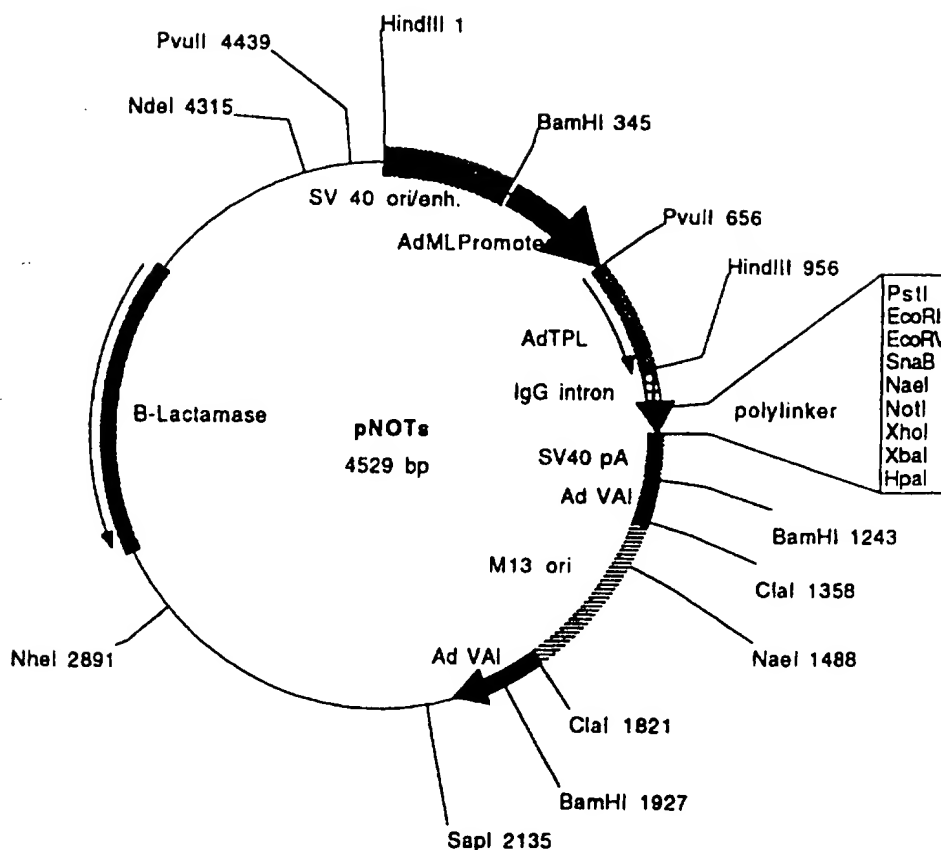 HindIII 1
PvuII 4439
NdeI 4315
BamHI 345
SV 40 ori/enh.
AdMLPromote
PvuII 656
HindIII 956
PstI
EcoRI
EcoRV
SnaB
NaeI
NotI
XhoI
XbaI
HpaI
AdTPL
IgG intron
polylinker
B-Lactamase
pNOTs
4529 bp
SV40 pA
Ad VAI
BamHI 1243
M13 ori
ClaI 1358
NheI 2891
Ad VAI
NaeI 1488
ClaI 1821
BamHI 1927
SapI 2135